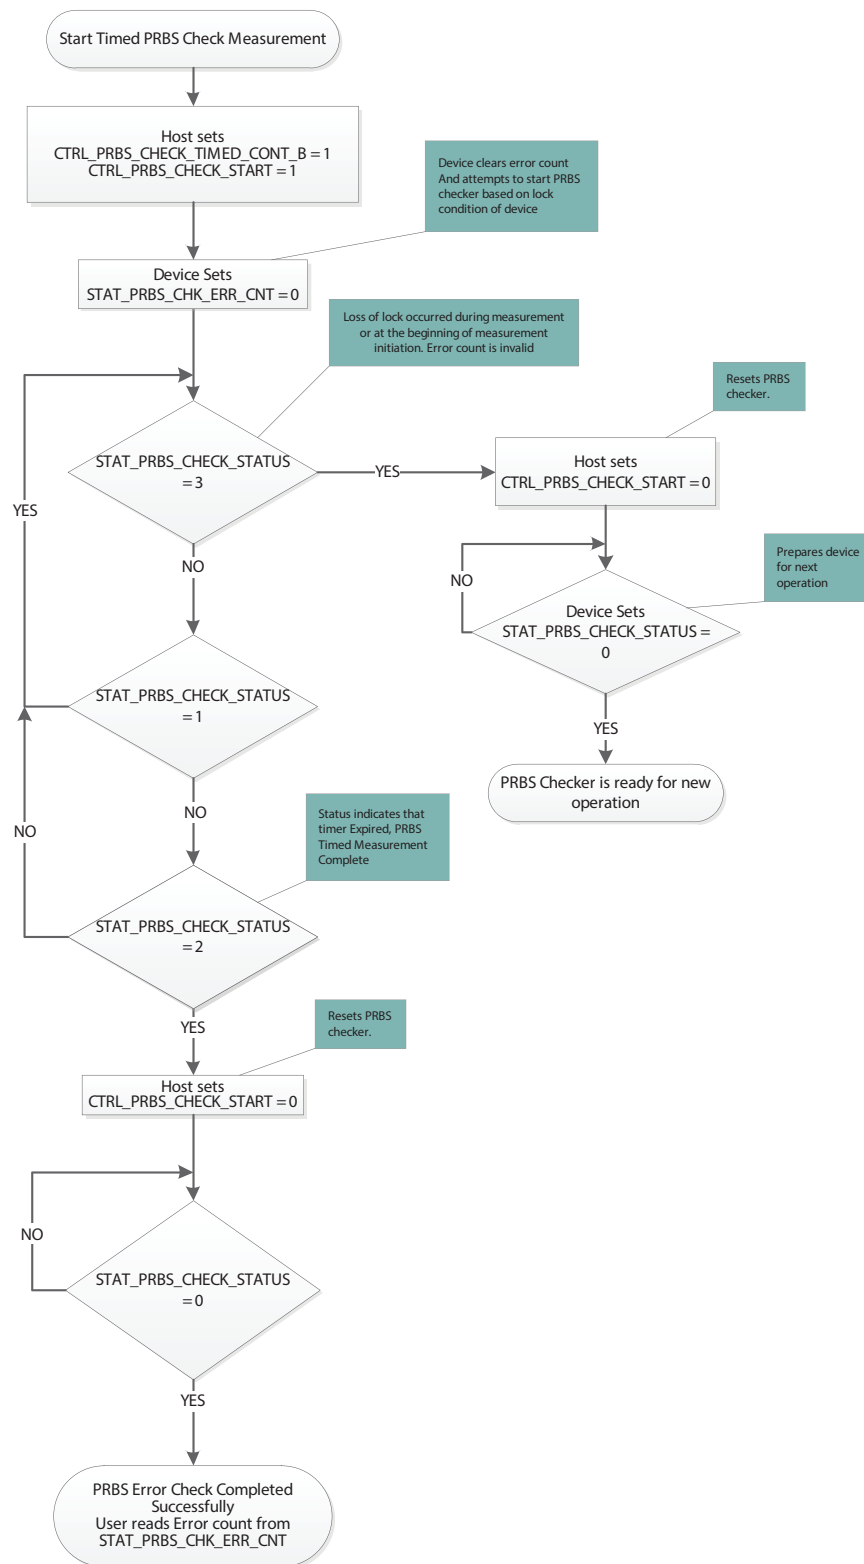 Start Timed PRBS Check Measurement
Host sets
CTRL_PRBS_CHECK_TIMED_CONT_B = 1
CTRL_PRBS_CHECK_START = 1
Device clears error count
And attempts to start PRBS
checker based on lock
condition of device
Device Sets
STAT_PRBS_CHK_ERR_CNT = 0
Loss of lock occurred during measurement
or at the beginning of measurement
initiation. Error count is invalid
Resets PRBS
checker.
STAT_PRBS_CHECK_STATUS
= 3
YES
Host sets
CTRL_PRBS_CHECK_START = 0
YES
NO
Prepares device
for next
operation
NO
Device Sets
STAT_PRBS_CHECK_STATUS =
0
STAT_PRBS_CHECK_STATUS
= 1
YES
PRBS Checker is ready for new
operation
NO
NO
Status indicates that
timer Expired, PRBS
Timed Measurement
Complete
STAT_PRBS_CHECK_STATUS
= 2
YES
Resets PRBS
checker.
Host sets
CTRL_PRBS_CHECK_START = 0
NO
STAT_PRBS_CHECK_STATUS
= 0
YES
PRBS Error Check Completed
Successfully
User reads Error count from
STAT_PRBS_CHK_ERR_CNT